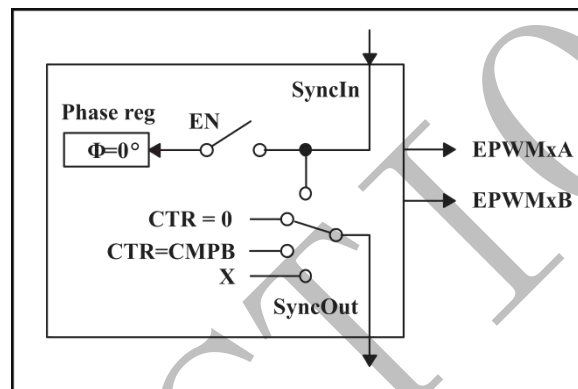 SyncIn
Phase reg
EN
Φ=0°
EPWMxA
EPWMxB
CTR = 0
CTR=CMPB
X
SyncOut